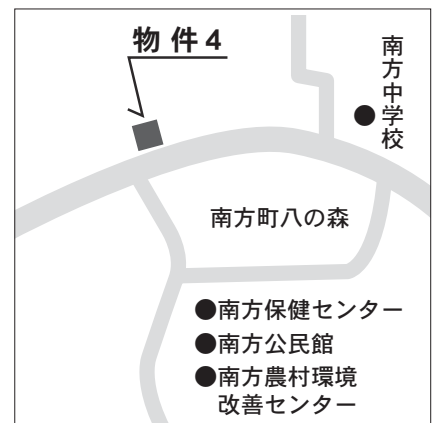 物件4
南方中学校
南方町八の森
●南方保健センター
●南方公民館
●南方農村環境
改善センター